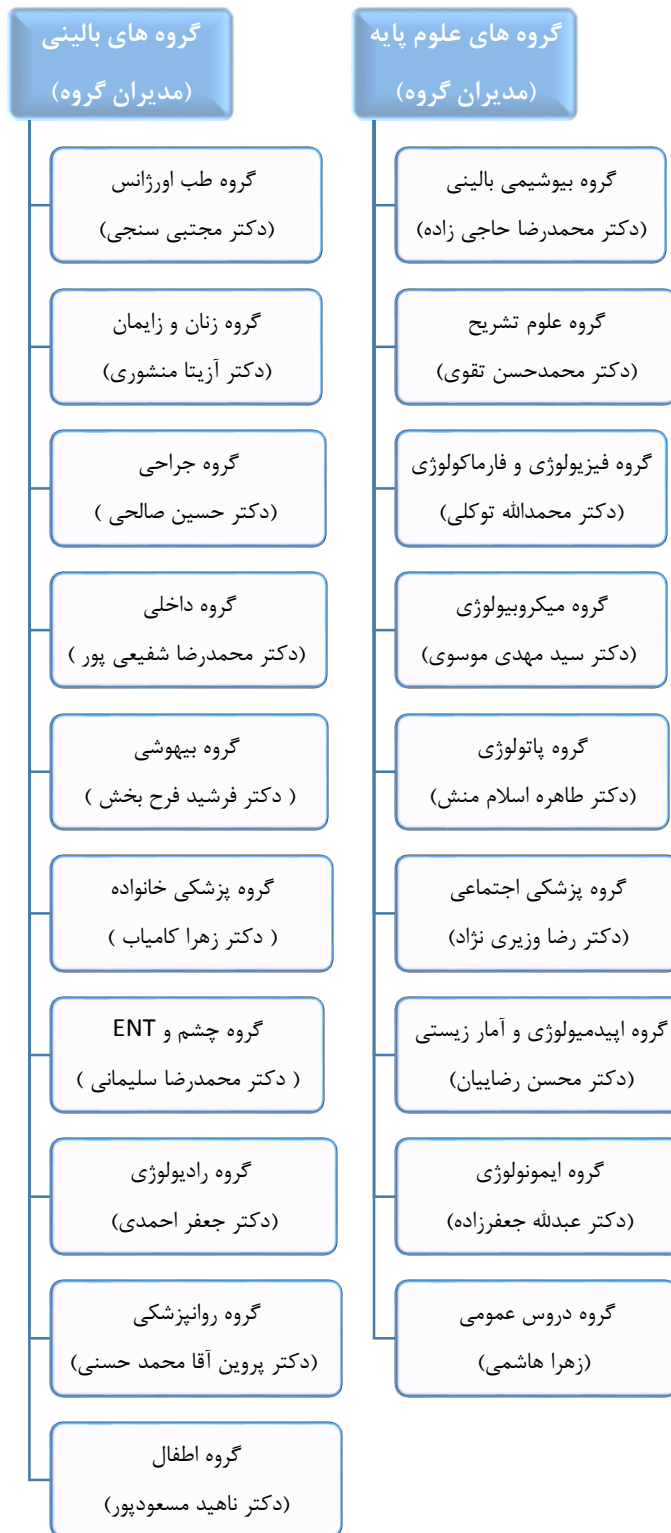 گروه های علوم پایه
(مدیران گروه)
گروه بیوشیمی بالینی
(دکتر محمدرضا حاجی زاده)
گروه علوم تشریح
(دکتر محمدحسن تقوی)
گروه فیزیولوژی و فارماکولوژی
(دکتر محمدالله توکلی)
گروه میکروبیولوژی
(دکتر سید مهدی موسوی)
گروه پاتولوژی
(دکتر طاهره اسلام منش)
گروه پزشکی اجتماعی
(دکتر رضا وزیری نژاد)
گروه اپیدمیولوژی و آمار زیستی
(دکتر محسن رضاییان)
گروه ایمونولوژی
(دکتر عبدلله جعفرزاده)
گروه دروس عمومی
(زهرا هاشمی)
گروه های بالینی
(مدیران گروه)
گروه طب اورژانس
(دکتر مجتبی سنجی)
گروه زنان و زایمان
(دکتر آزیتا منشوری)
گروه جراحی
(دکتر حسین صالحی )
گروه داخلی
(دکتر محمدرضا شفیعی پور )
گروه بیهوشی
( دکتر فرشید فرح بخش )
گروه پزشکی خانواده
( دکتر زهرا کامیاب )
گروه چشم و ENT
( دکتر محمدرضا سلیمانی )
گروه رادیولوژی
(دکتر جعفر احمدی)
گروه روانپزشکی
(دکتر پروین آقا محمد حسنی)
گروه اطفال
(دکتر ناهید مسعودپور)